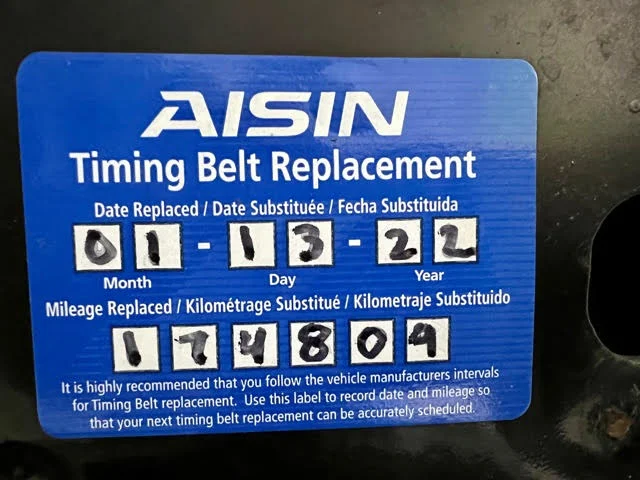 AISIN
Timing Belt Replacement
Date Replaced / Date Substituée / Fecha Substituida
01 - 13 - 22
Month Day Year
Mileage Replaced / Kilométrage Substitué / Kilometraje Substituido
174809
It is highly recommended that you follow the vehicle manufacturers intervals
for Timing Belt replacement. Use this label to record date and mileage so
that your next timing belt replacement can be accurately scheduled.